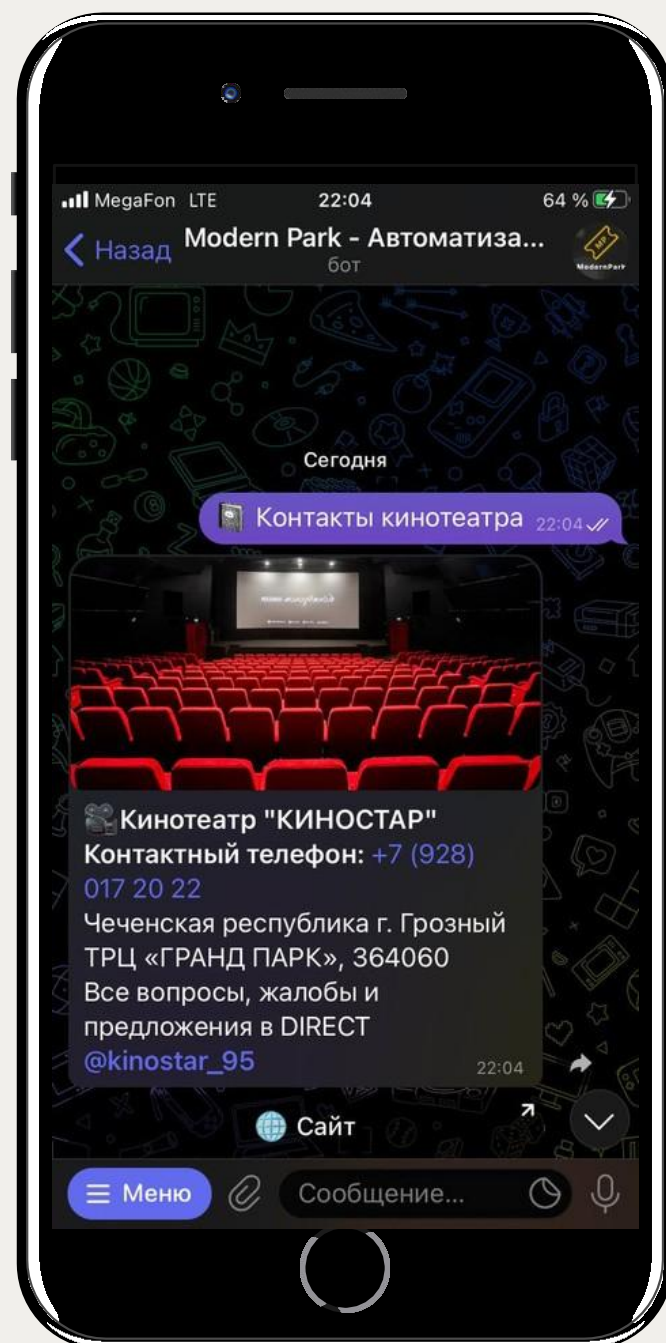 MegaFon LTE 22:04 64 %
Назад Modern Park - Автоматиза...
бот
MP
ModernPark
Сегодня
Контакты кинотеатра 22:04
Кинотеатр "КИНОСТАР"
Контактный телефон: +7 (928)
017 20 22
Чеченская республика г. Грозный
ТРЦ «ГРАНД ПАРК», 364060
Все вопросы, жалобы и
предложения в DIRECT
@kinostar_95 22:04
Сайт
Меню Сообщение...